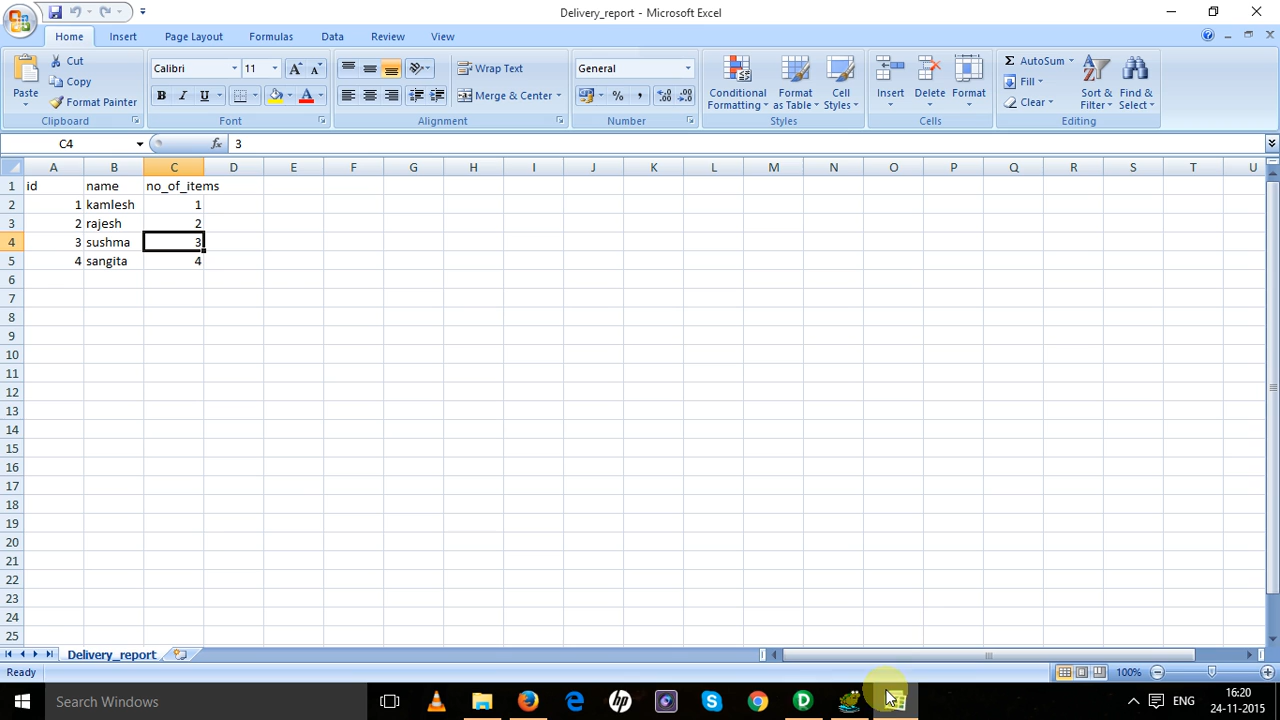 Delivery_report - Microsoft Excel
Home Insert Page Layout Formulas Data Review View
Paste
Cut
Copy
Format Painter
Clipboard
Calibri 11
B I U
Font
Wrap Text
Merge & Center
Alignment
General
% ,
Number
Conditional Formatting
Format as Table
Cell Styles
Styles
Insert Delete Format
Cells
Σ AutoSum
Fill
Clear
Sort & Filter
Find & Select
Editing
C4 fx 3
A B C D E F G H I J K L M N O P Q R S T U
1 id name no_of_items
2 1 kamlesh 1
3 2 rajesh 2
4 3 sushma 3
5 4 sangita 4
6
7
8
9
10
11
12
13
14
15
16
17
18
19
20
21
22
23
24
25
Delivery_report
Ready 100%
Search Windows
ENG
16:20
24-11-2015